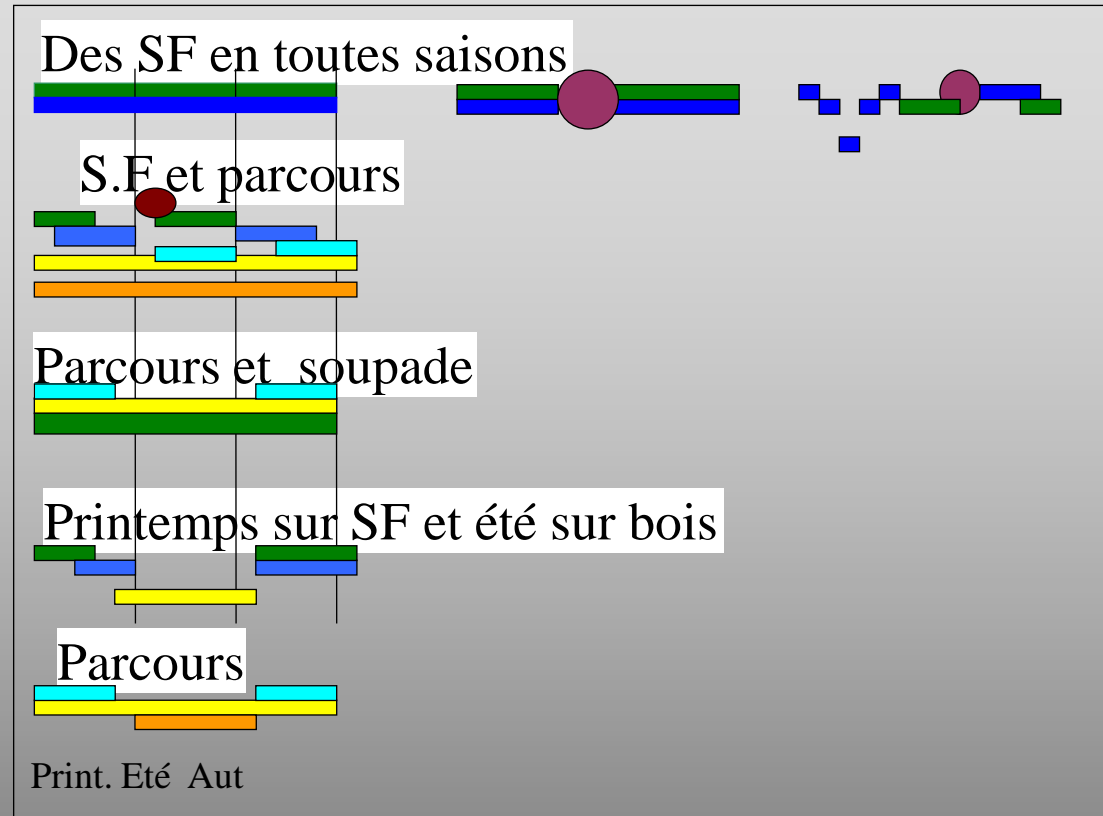 Des SF en toutes saisons
S.F et parcours
Parcours et  soupade
Printemps sur SF et été sur bois
Parcours
Print. Eté  Aut